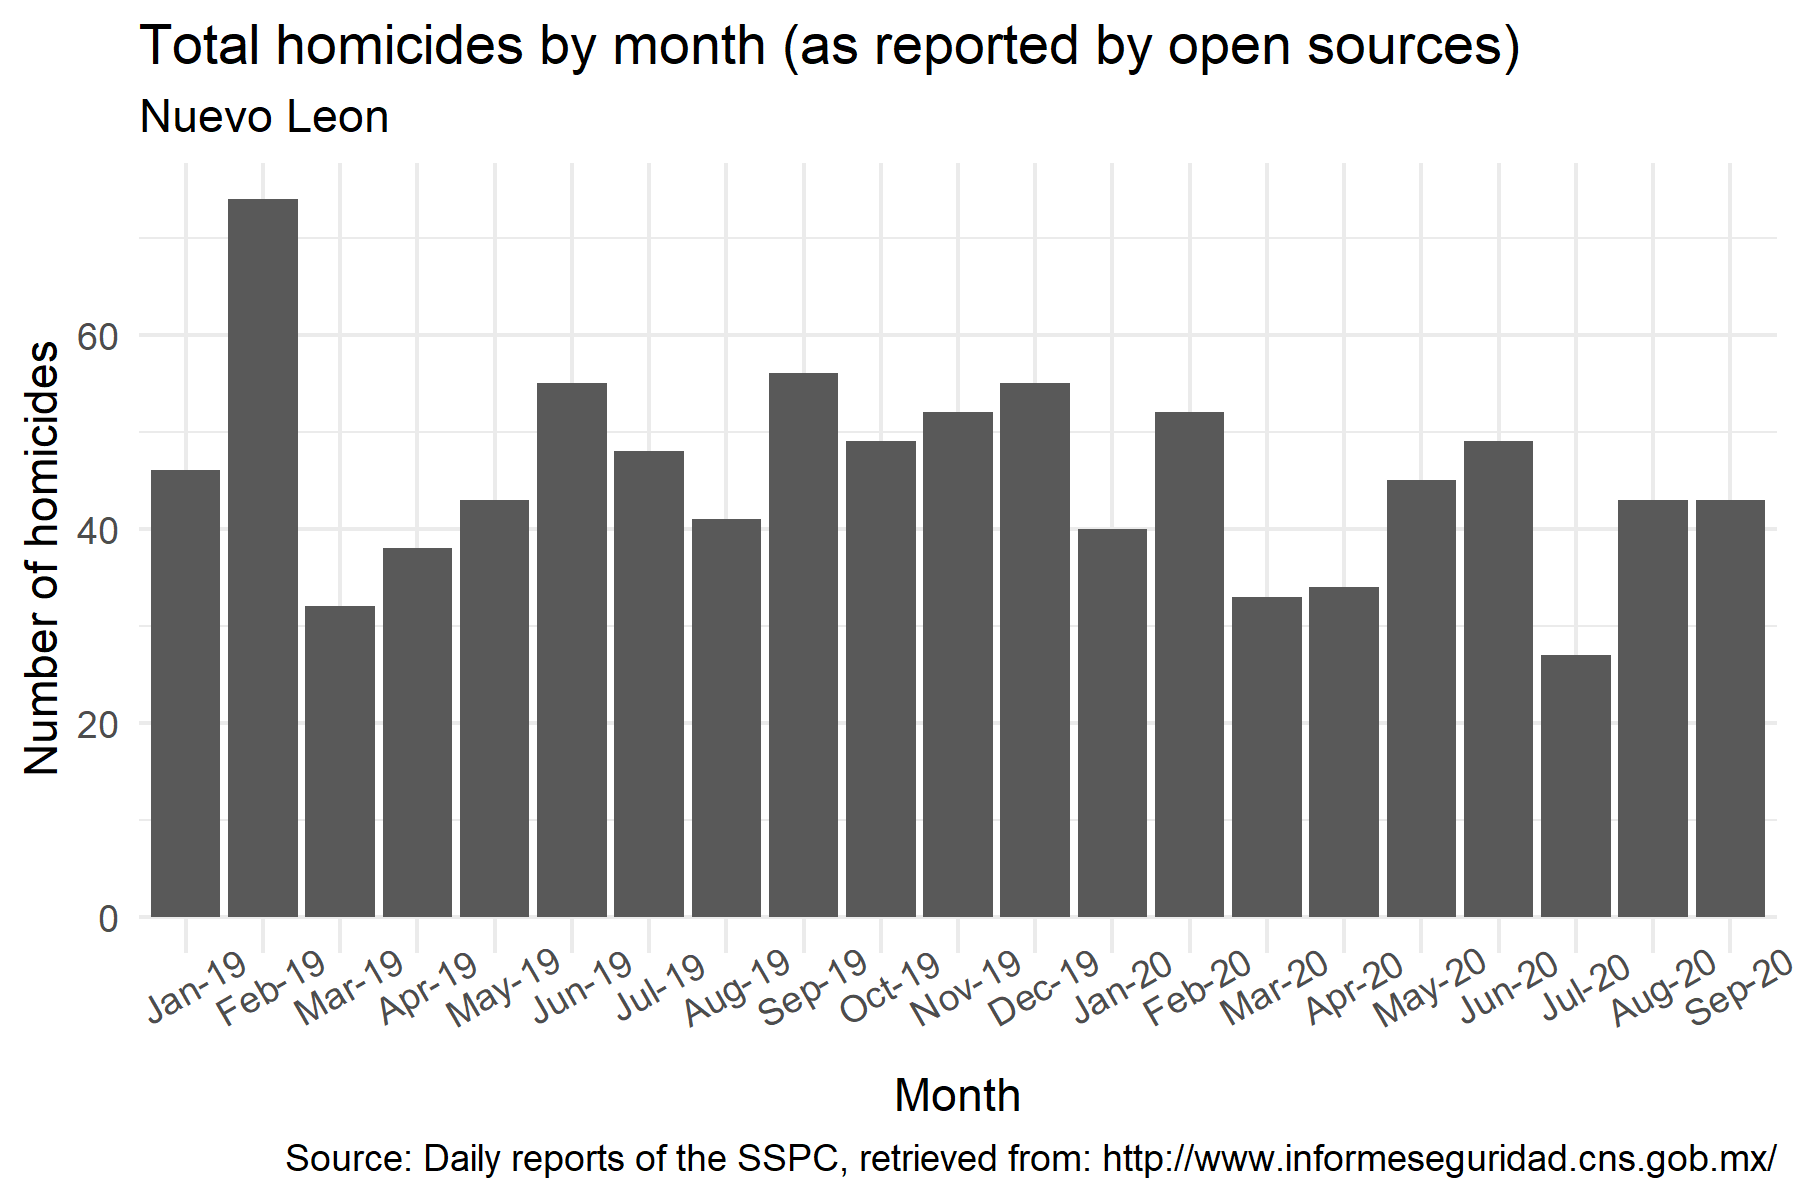 Total homicides by month (as reported by open sources)
Nuevo Leon
Number of homicides
60
40
20
0
Jan-19
Feb-19
Mar-19
Apr-19
May-19
Jun-19
Jul-19
Aug-19
Sep-19
Oct-19
Nov-19
Dec-19
Jan-20
Feb-20
Mar-20
Apr-20
May-20
Jun-20
Jul-20
Aug-20
Sep-20
Month
Source: Daily reports of the SSPC, retrieved from: http://www.informeseguridad.cns.gob.mx/